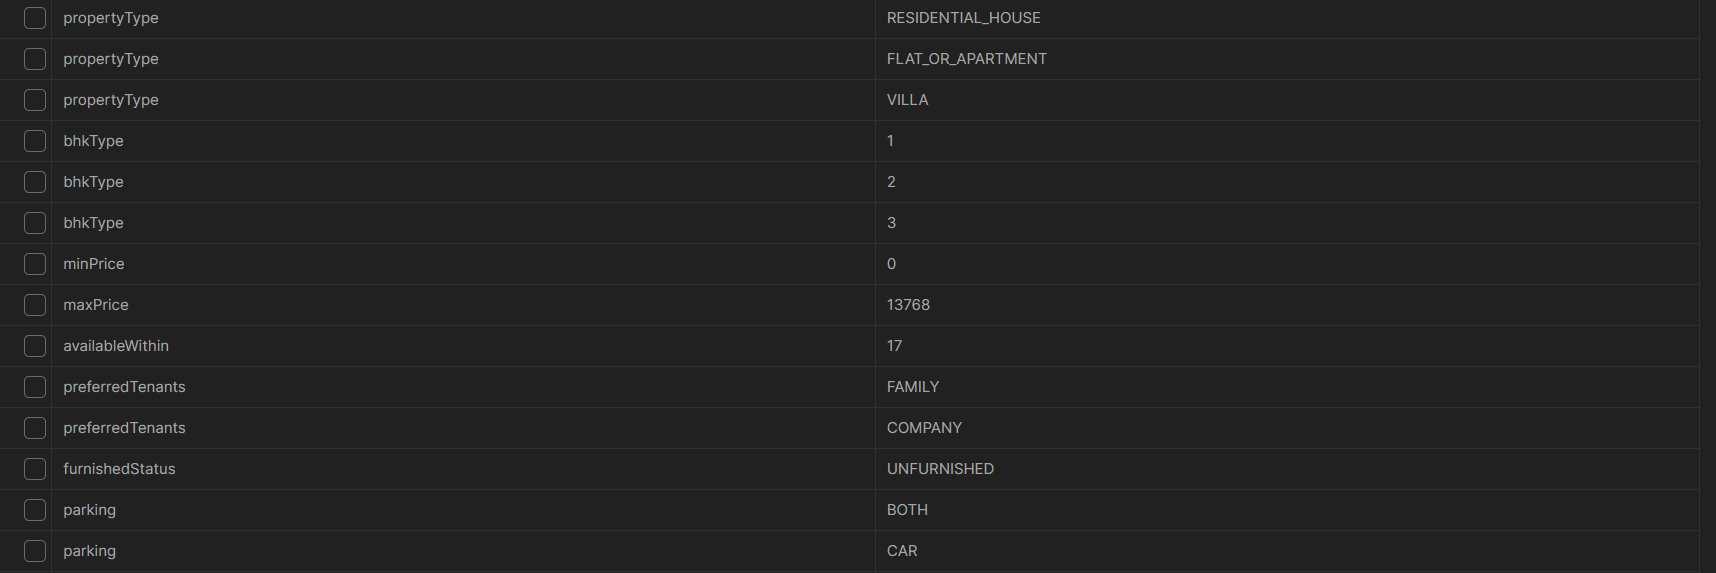 propertyType RESIDENTIAL_HOUSE
propertyType FLAT_OR_APARTMENT
propertyType VILLA
bhkType 1
bhkType 2
bhkType 3
minPrice 0
maxPrice 13768
availableWithin 17
preferredTenants FAMILY
preferredTenants COMPANY
furnishedStatus UNFURNISHED
parking BOTH
parking CAR